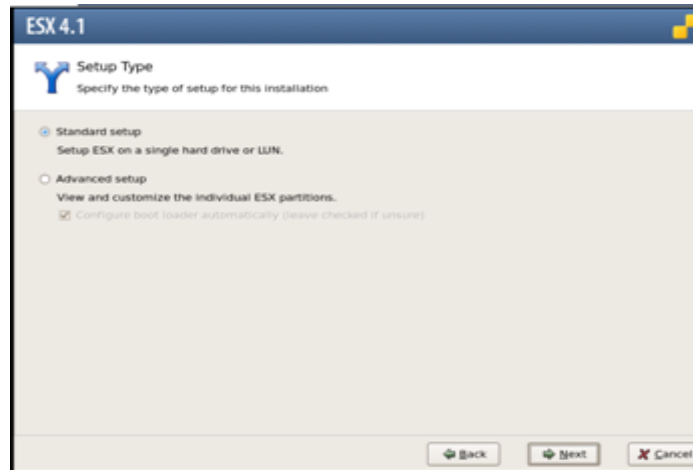 ESX 4.1
Setup Type
Specify the type of setup for this installation
Standard setup
Setup ESX on a single hard drive or LUN.
Advanced setup
View and customize the individual ESX partitions.
Configure boot loader automatically (leave checked if unsure)
Back Next Cancel